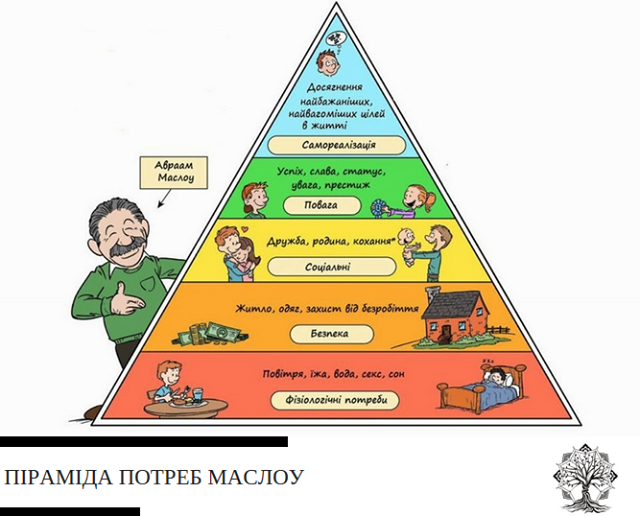 Досягнення
найбажаніших,
найвагоміших цілей
в житті
Самореалізація
Авраам
Маслоу
Успіх, слава, статус,
увага, престиж
Повага
Дружба, родина, кохання*
Соціальні
Житло, одяг, захист від безробіття
Безпека
Повітря, їжа, вода, секс, сон
Фізіологічні потреби
ПІРАМІДА ПОТРЕБ МАСЛОУ